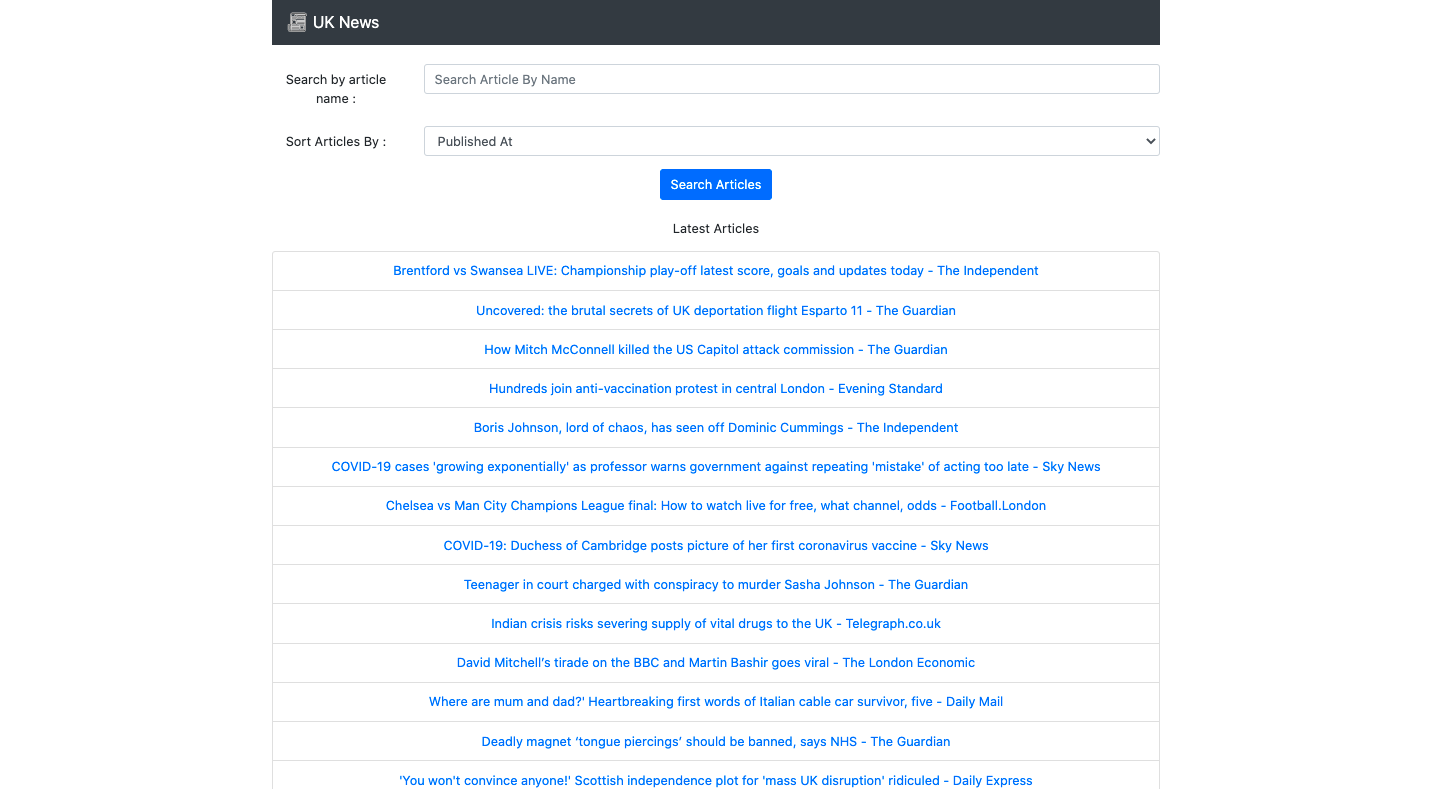 UK News
Search by article
name :
Search Article By Name
Sort Articles By :
Published At
Search Articles
Latest Articles
Brentford vs Swansea LIVE: Championship play-off latest score, goals and updates today - The Independent
Uncovered: the brutal secrets of UK deportation flight Esparto 11 - The Guardian
How Mitch McConnell killed the US Capitol attack commission - The Guardian
Hundreds join anti-vaccination protest in central London - Evening Standard
Boris Johnson, lord of chaos, has seen off Dominic Cummings - The Independent
COVID-19 cases 'growing exponentially' as professor warns government against repeating 'mistake' of acting too late - Sky News
Chelsea vs Man City Champions League final: How to watch live for free, what channel, odds - Football.London
COVID-19: Duchess of Cambridge posts picture of her first coronavirus vaccine - Sky News
Teenager in court charged with conspiracy to murder Sasha Johnson - The Guardian
Indian crisis risks severing supply of vital drugs to the UK - Telegraph.co.uk
David Mitchell’s tirade on the BBC and Martin Bashir goes viral - The London Economic
Where are mum and dad?' Heartbreaking first words of Italian cable car survivor, five - Daily Mail
Deadly magnet ‘tongue piercings’ should be banned, says NHS - The Guardian
'You won't convince anyone!' Scottish independence plot for 'mass UK disruption' ridiculed - Daily Express